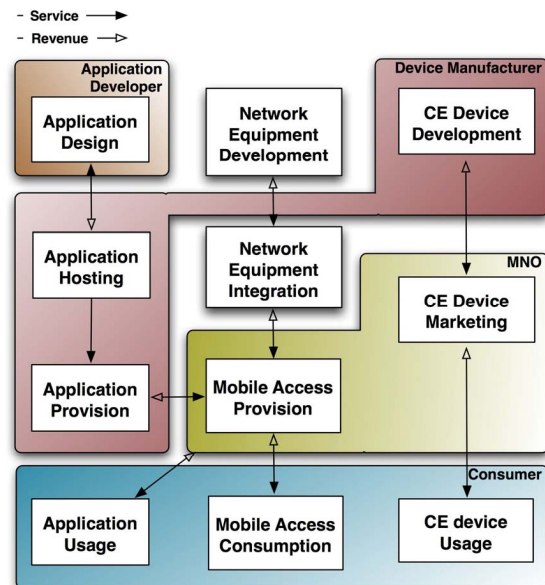 Service
Revenue
Application
Developer
Device Manufacturer
Application
Design
Network
Equipment
Development
CE Device
Development
Application
Hosting
Network
Equipment
Integration
MNO
CE Device
Marketing
Application
Provision
Mobile Access
Provision
Consumer
Application
Usage
Mobile Access
Consumption
CE device
Usage